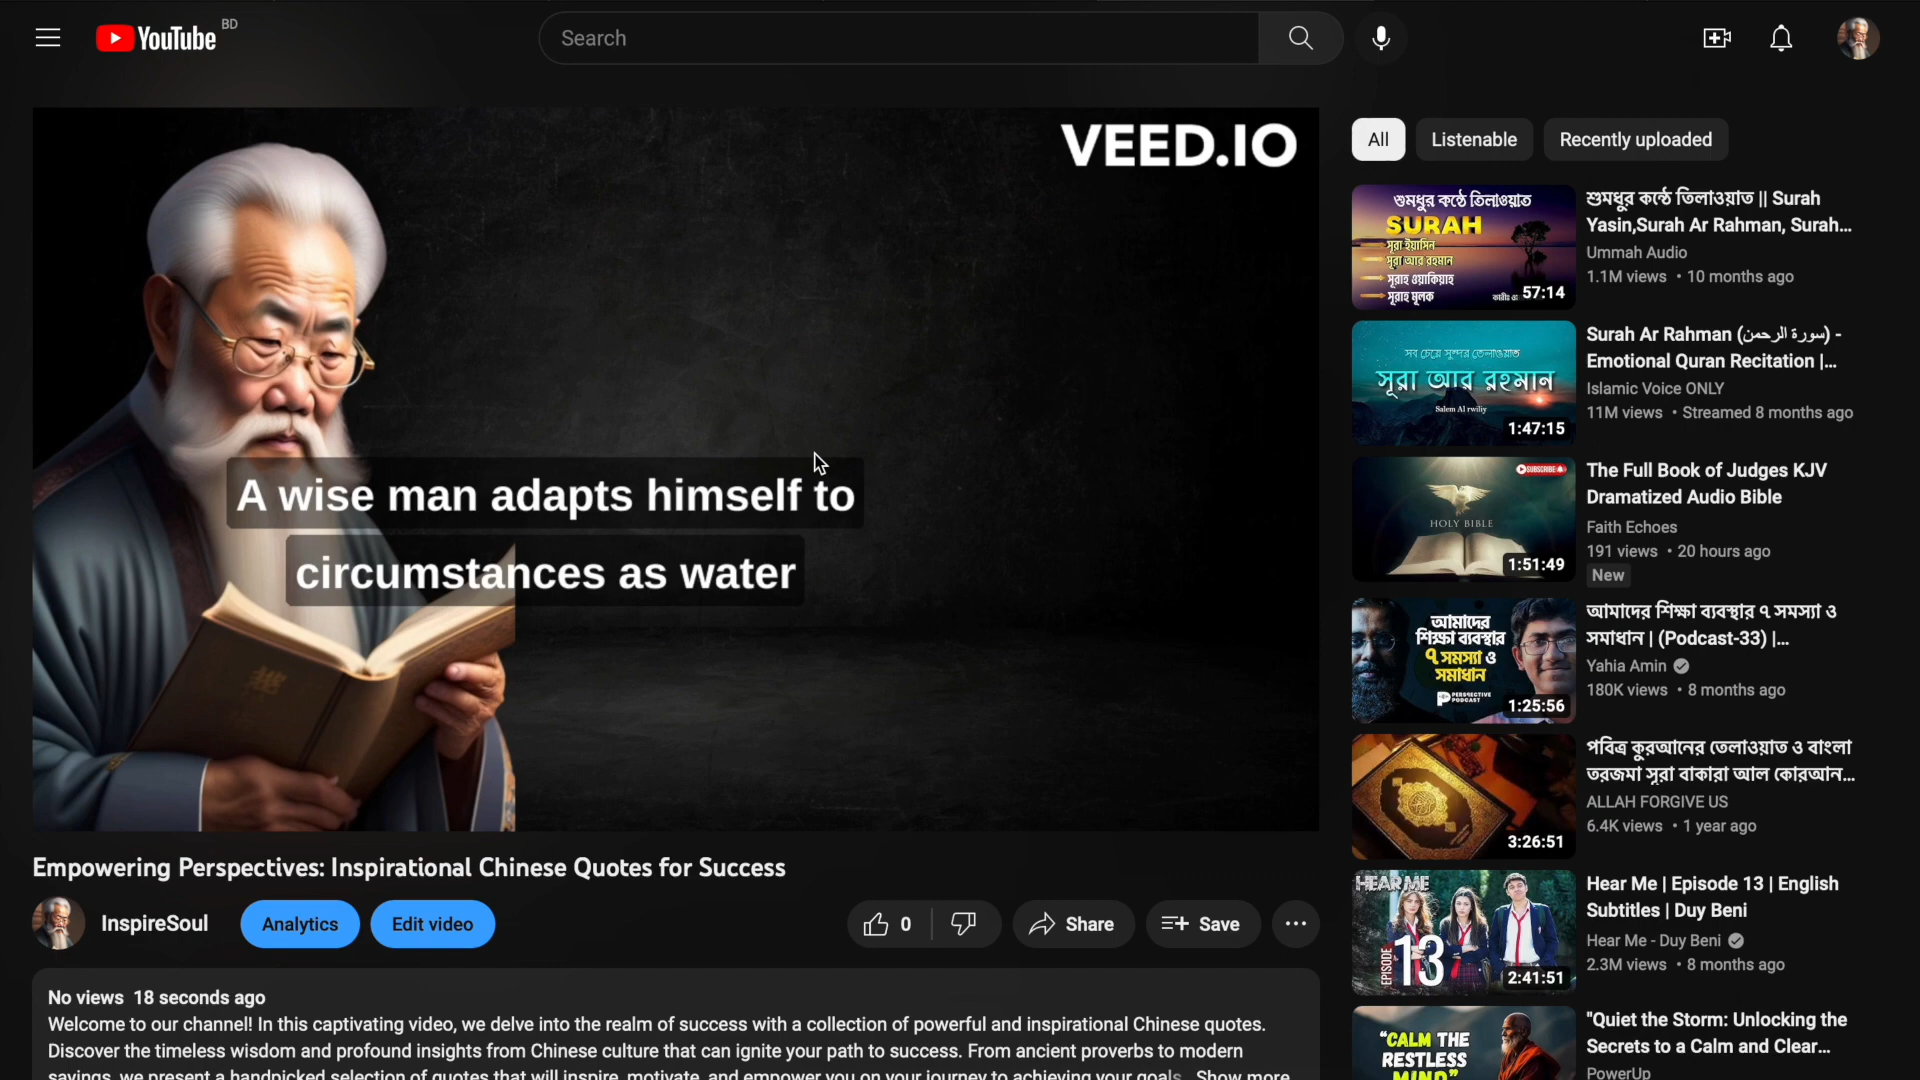 YouTube BD
Search
VEED.IO
A wise man adapts himself to
circumstances as water
Empowering Perspectives: Inspirational Chinese Quotes for Success
InspireSoul
Analytics
Edit video
0
Share
Save
No views 18 seconds ago
Welcome to our channel! In this captivating video, we delve into the realm of success with a collection of powerful and inspirational Chinese quotes.
Discover the timeless wisdom and profound insights from Chinese culture that can ignite your path to success. From ancient proverbs to modern
sayings, we present a handpicked selection of quotes that will inspire, motivate, and empower you on your journey to achieving your goals. Show more
All
Listenable
Recently uploaded
শুমধুর কন্ঠে তিলাওয়াত
SURAH
সূরা ইয়াসিন
সূরা আর রহমান
সূরাহ ওয়াকিয়াহ
সূরাহ মূলক
57:14
শুমধুর কন্ঠে তিলাওয়াত || Surah
Yasin,Surah Ar Rahman, Surah...
Ummah Audio
1.1M views • 10 months ago
সব চেয়ে সুন্দর তেলাওয়াত
সূরা আর রহমান
Salem Al rwiliy
1:47:15
Surah Ar Rahman (سورة الرحمن) -
Emotional Quran Recitation |...
Islamic Voice ONLY
11M views • Streamed 8 months ago
SUBSCRIBE
HOLY BIBLE
1:51:49
The Full Book of Judges KJV
Dramatized Audio Bible
Faith Echoes
191 views • 20 hours ago
New
আমাদের
শিক্ষা ব্যবস্থার
৭ সমস্যা ও
সমাধান
PERSPECTIVE
PODCAST
1:25:56
আমাদের শিক্ষা ব্যবস্থার ৭ সমস্যা ও
সমাধান | (Podcast-33) |...
Yahia Amin
180K views • 8 months ago
3:26:51
পবিত্র কুরআনের তেলাওয়াত ও বাংলা
তরজমা সূরা বাকারা আল কোরআন...
ALLAH FORGIVE US
6.4K views • 1 year ago
HEAR ME
EPISODE
13
2:41:51
Hear Me | Episode 13 | English
Subtitles | Duy Beni
Hear Me - Duy Beni
2.3M views • 8 months ago
"CALM THE
RESTLESS
MIND"
"Quiet the Storm: Unlocking the
Secrets to a Calm and Clear...
PowerUp